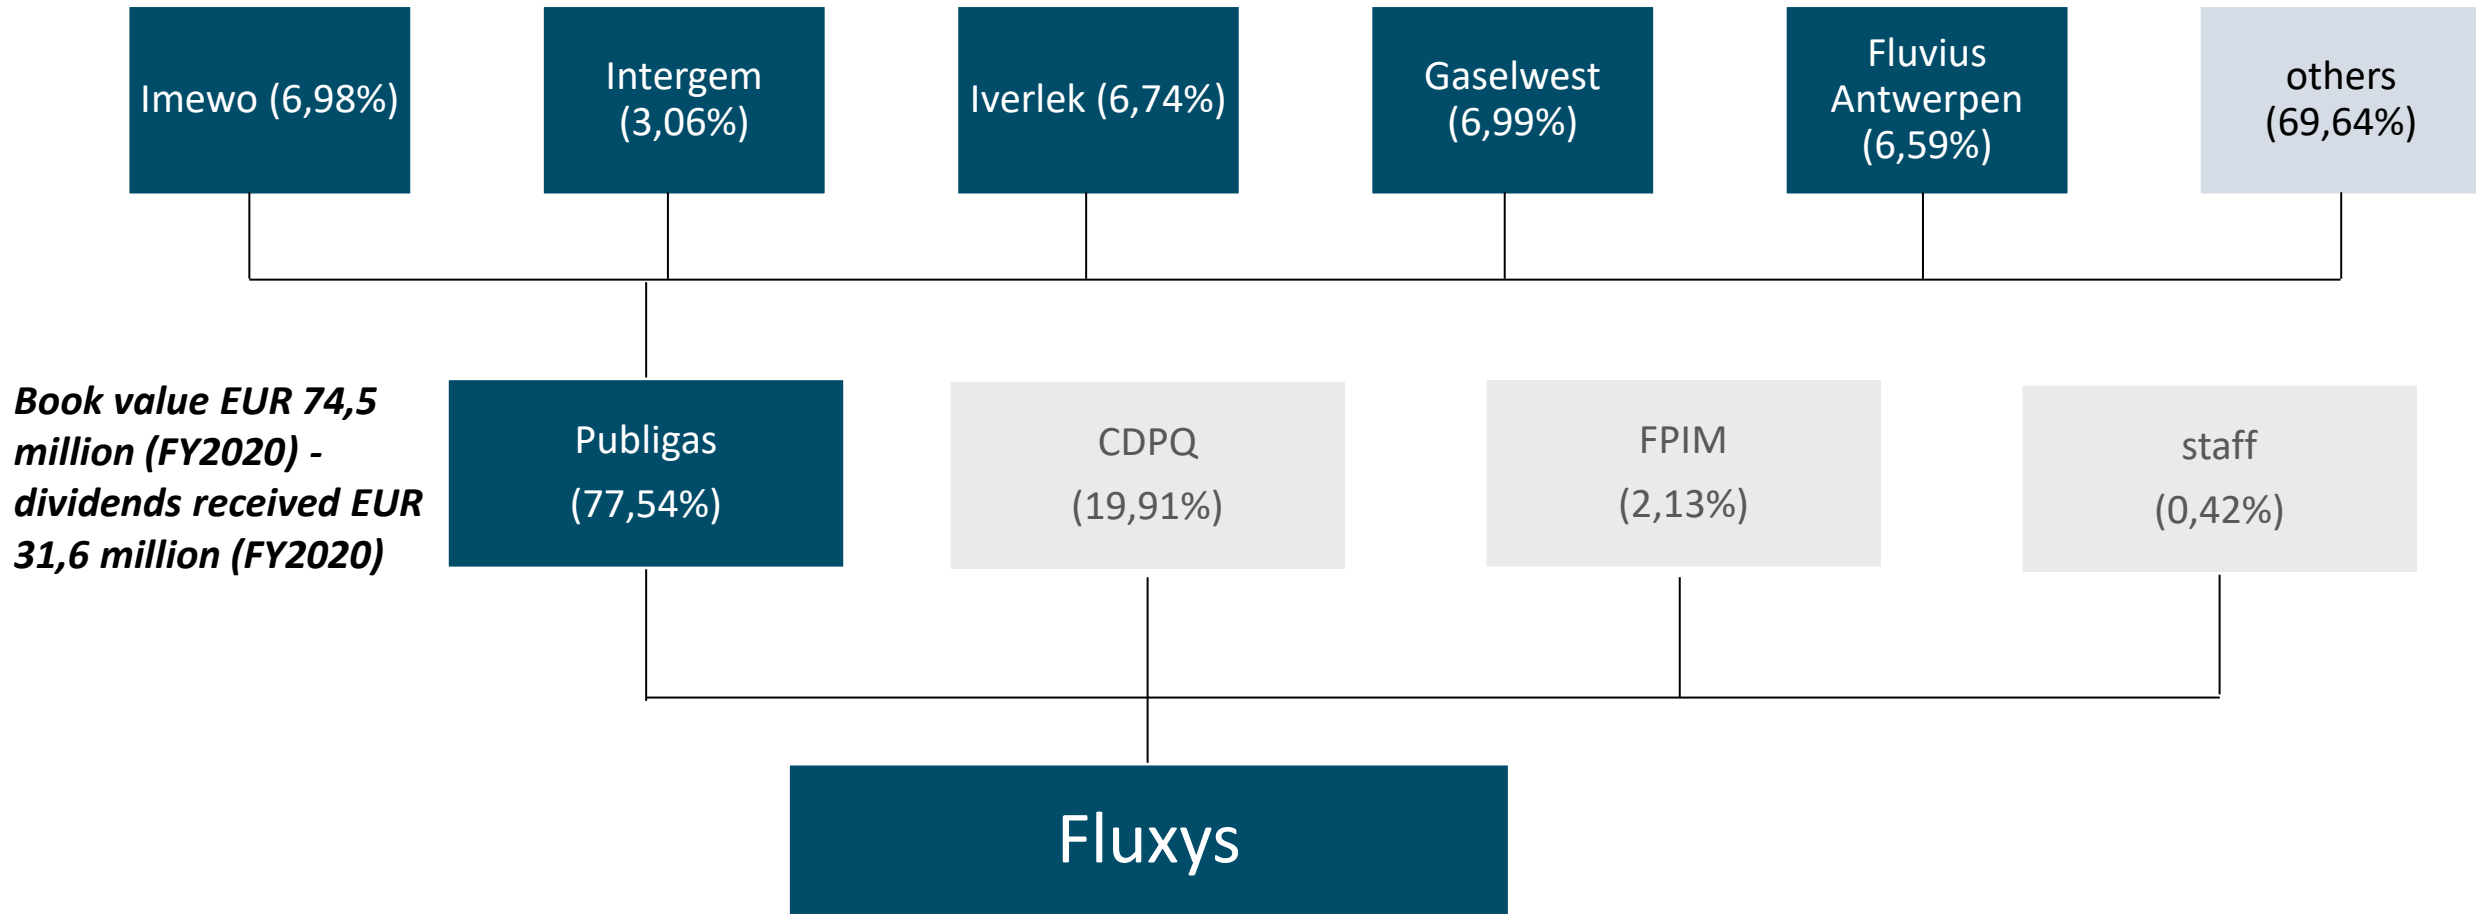 Imewo (6,98%)
Intergem
(3,06%)
Iverlek (6,74%)
Gaselwest
(6,99%)
Fluvius
Antwerpen
(6,59%)
others
(69,64%)
Book value EUR 74,5
million (FY2020) -
dividends received EUR
31,6 million (FY2020)
Publigas
(77,54%)
CDPQ
(19,91%)
FPIM
(2,13%)
staff
(0,42%)
Fluxys